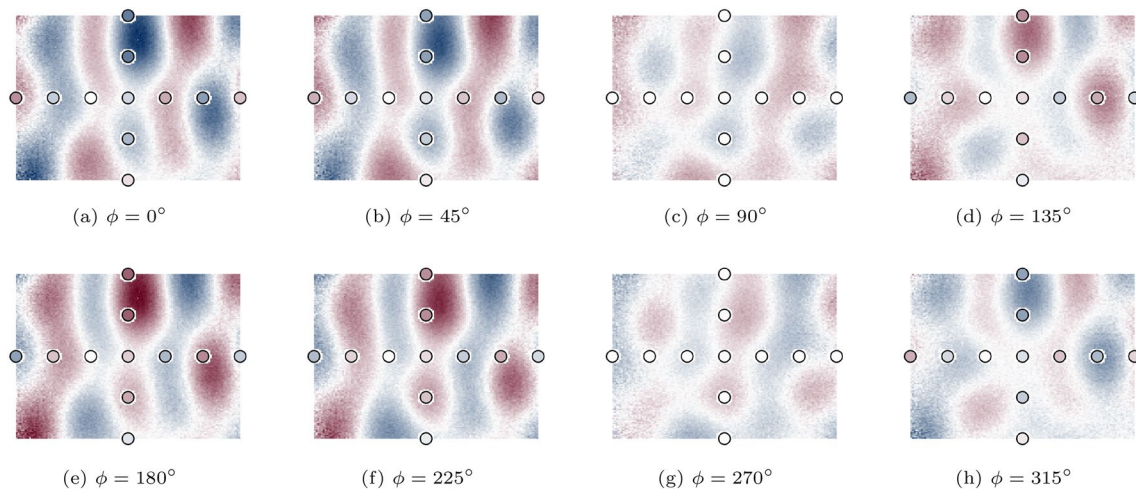 (a) ϕ = 0°
(b) ϕ = 45°
(c) ϕ = 90°
(d) ϕ = 135°
(e) ϕ = 180°
(f) ϕ = 225°
(g) ϕ = 270°
(h) ϕ = 315°